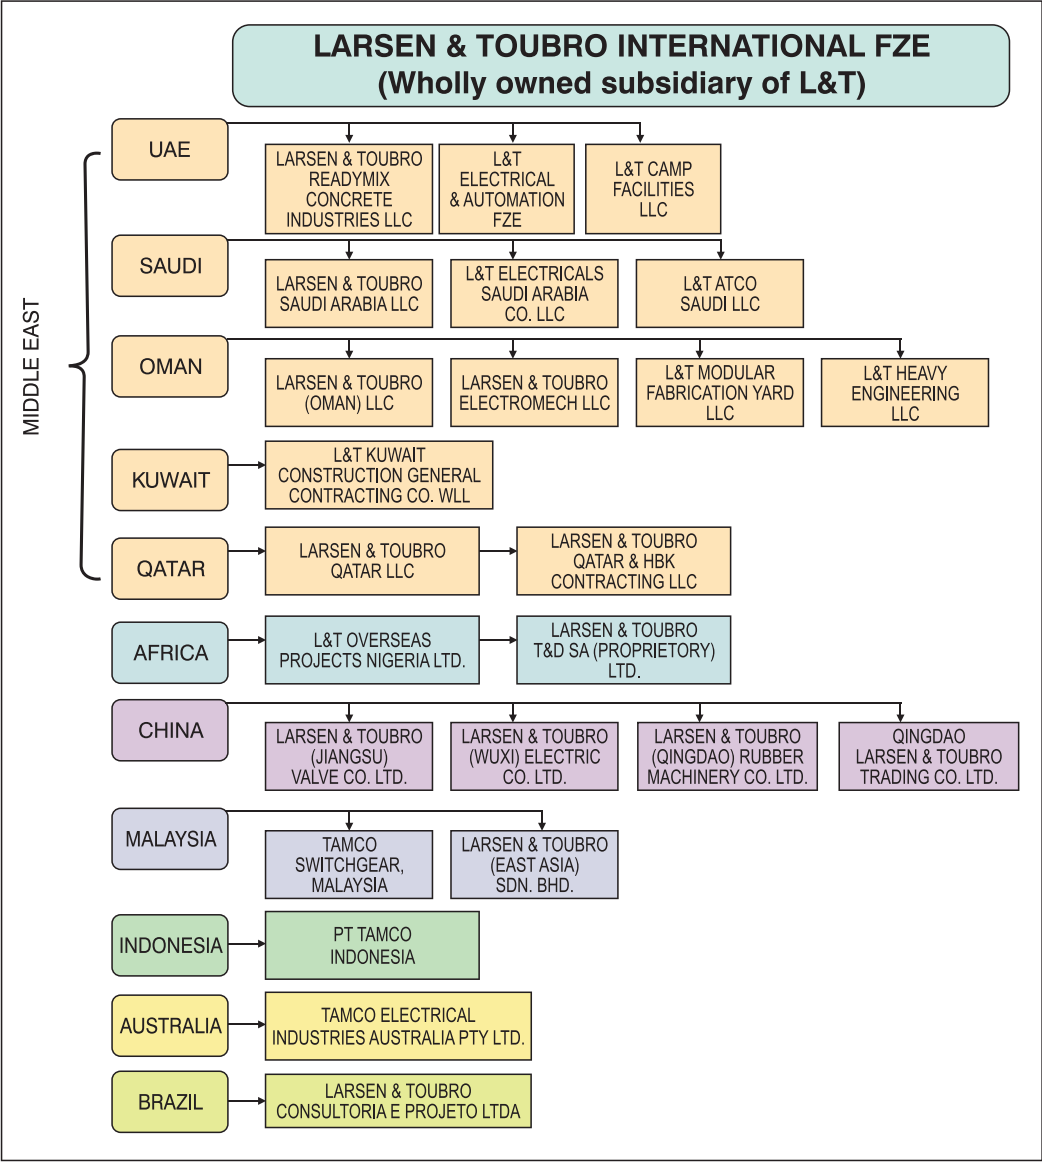 LARSEN & TOUBRO INTERNATIONAL FZE
(Wholly owned subsidiary of L&T)
MIDDLE EAST
UAE
LARSEN & TOUBRO
READYMIX
CONCRETE
INDUSTRIES LLC
L&T
ELECTRICAL
& AUTOMATION
FZE
L&T CAMP
FACILITIES
LLC
SAUDI
LARSEN & TOUBRO
SAUDI ARABIA LLC
L&T ELECTRICALS
SAUDI ARABIA
CO. LLC
L&T ATCO
SAUDI LLC
OMAN
LARSEN & TOUBRO
(OMAN) LLC
LARSEN & TOUBRO
ELECTROMECH LLC
L&T MODULAR
FABRICATION YARD
LLC
L&T HEAVY
ENGINEERING
LLC
KUWAIT
L&T KUWAIT
CONSTRUCTION GENERAL
CONTRACTING CO. WLL
QATAR
LARSEN & TOUBRO
QATAR LLC
LARSEN & TOUBRO
QATAR & HBK
CONTRACTING LLC
AFRICA
L&T OVERSEAS
PROJECTS NIGERIA LTD.
LARSEN & TOUBRO
T&D SA (PROPRIETORY)
LTD.
CHINA
LARSEN & TOUBRO
(JIANGSU)
VALVE CO. LTD.
LARSEN & TOUBRO
(WUXI) ELECTRIC
CO. LTD.
LARSEN & TOUBRO
(QINGDAO) RUBBER
MACHINERY CO. LTD.
QINGDAO
LARSEN & TOUBRO
TRADING CO. LTD.
MALAYSIA
TAMCO
SWITCHGEAR,
MALAYSIA
LARSEN & TOUBRO
(EAST ASIA)
SDN. BHD.
INDONESIA
PT TAMCO
INDONESIA
AUSTRALIA
TAMCO ELECTRICAL
INDUSTRIES AUSTRALIA PTY LTD.
BRAZIL
LARSEN & TOUBRO
CONSULTORIA E PROJETO LTDA